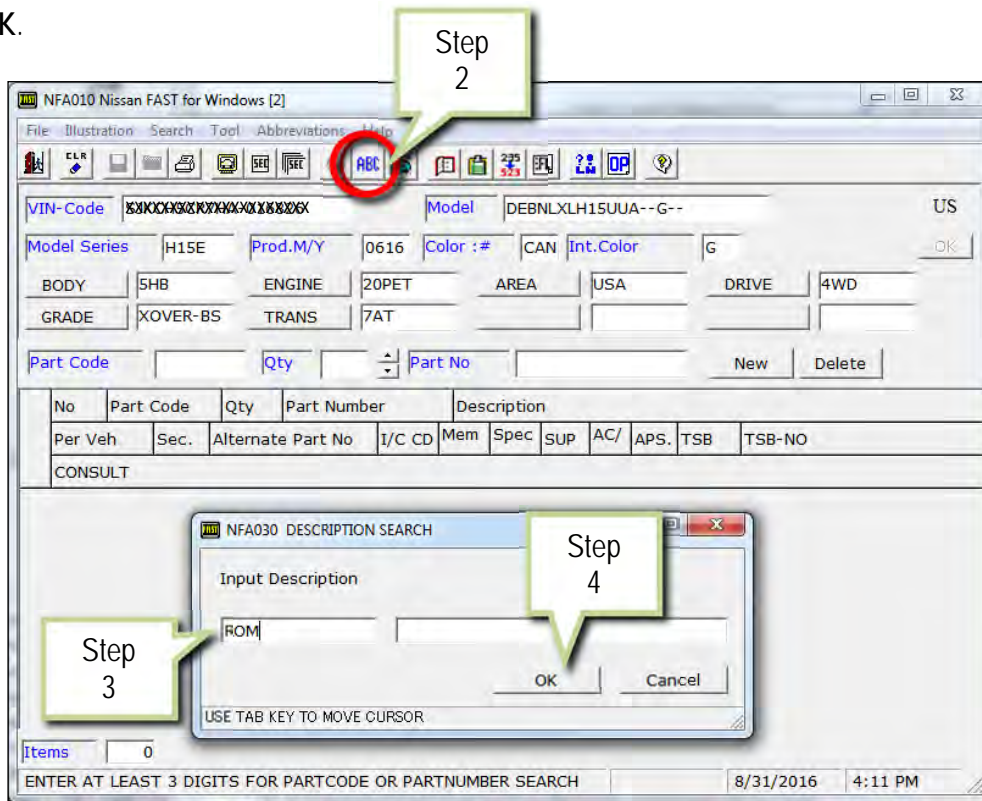 K.
Step
2
NFA010 Nissan FAST for Windows [2]
File Illustration Search Tool Abbreviations Help
CLR SEC SEC ABC OP
VIN-Code Model DEBNLXLH15UUA--G-- US
Model Series H15E Prod.M/Y 0616 Color :# CAN Int.Color G OK
BODY 5HB ENGINE 20PET AREA USA DRIVE 4WD
GRADE XOVER-BS TRANS 7AT
Part Code Qty Part No New Delete
No Part Code Qty Part Number Description
Per Veh Sec. Alternate Part No I/C CD Mem Spec SUP AC/ APS. TSB TSB-NO
CONSULT
NFA030 DESCRIPTION SEARCH
Step
4
Input Description
ROM
Step
3
OK Cancel
USE TAB KEY TO MOVE CURSOR
Items 0
ENTER AT LEAST 3 DIGITS FOR PARTCODE OR PARTNUMBER SEARCH 8/31/2016 4:11 PM